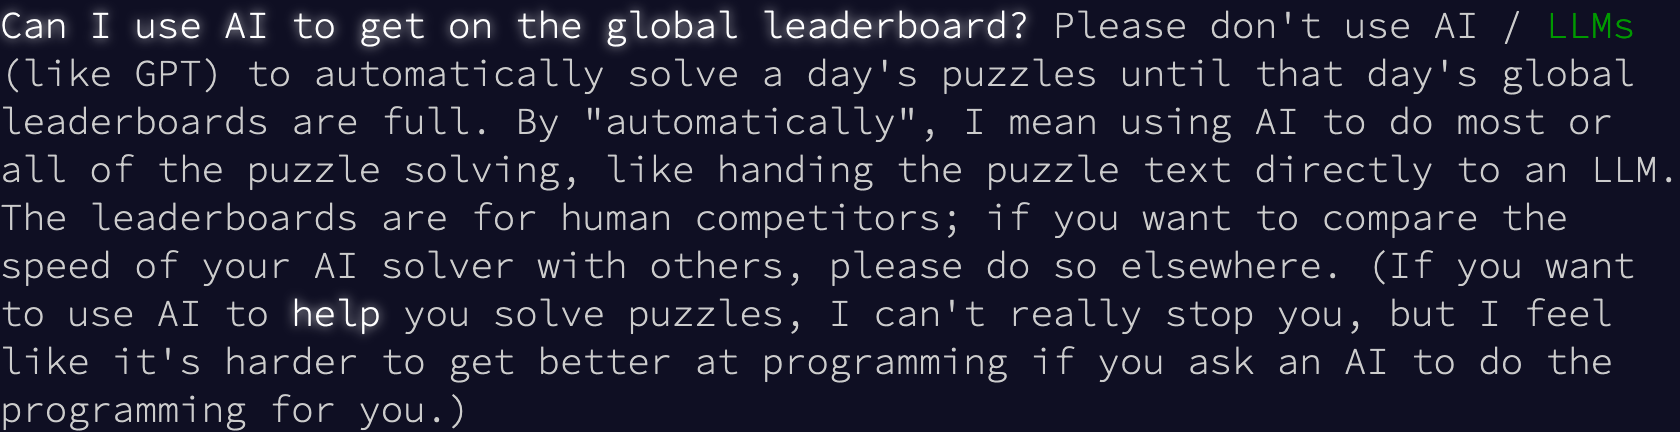 Can I use AI to get on the global leaderboard? Please don't use AI / LLMs
(like GPT) to automatically solve a day's puzzles until that day's global
leaderboards are full. By "automatically", I mean using AI to do most or
all of the puzzle solving, like handing the puzzle text directly to an LLM.
The leaderboards are for human competitors; if you want to compare the
speed of your AI solver with others, please do so elsewhere. (If you want
to use AI to help you solve puzzles, I can't really stop you, but I feel
like it's harder to get better at programming if you ask an AI to do the
programming for you.)